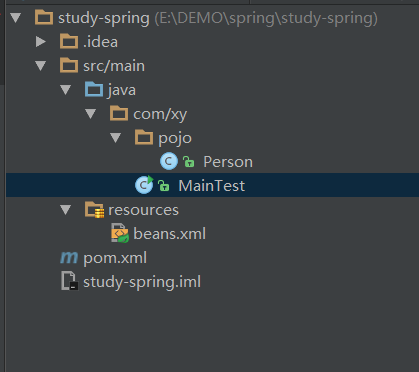 study-spring (E:\DEMO\spring\study-spring)
.idea
src/main
java
com/xy
pojo
Person
MainTest
resources
beans.xml
pom.xml
study-spring.iml